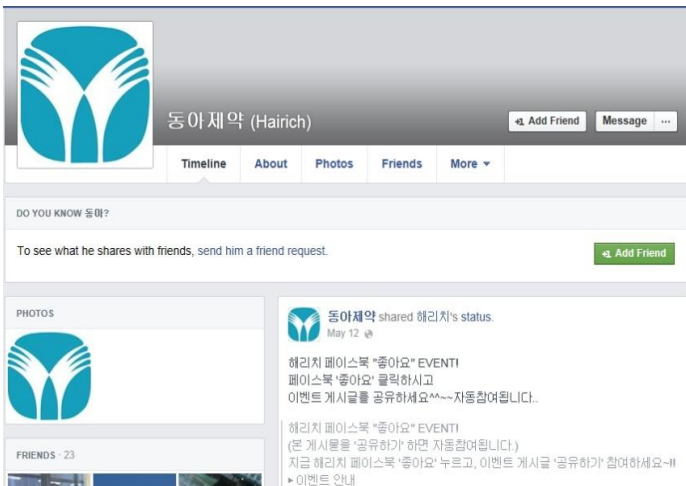 동아제약 (Hairich)
Add Friend
Message
...
Timeline
About
Photos
Friends
More
DO YOU KNOW 동아?
To see what he shares with friends, send him a friend request.
Add Friend
PHOTOS
FRIENDS · 23
동아제약 shared 해리치's status.
May 12
해리치 페이스북 "좋아요" EVENT!
페이스북 '좋아요' 클릭하시고
이벤트 게시글를 공유하세요^^~~자동참여됩니다..
해리치 페이스북 "좋아요" EVENT!
(본 게시물을 '공유하기' 하면 자동참여됩니다.)
지금 해리치 페이스북 '좋아요' 누르고, 이벤트 게시글 '공유하기' 참여하세요~!!
▸ 이벤트 안내